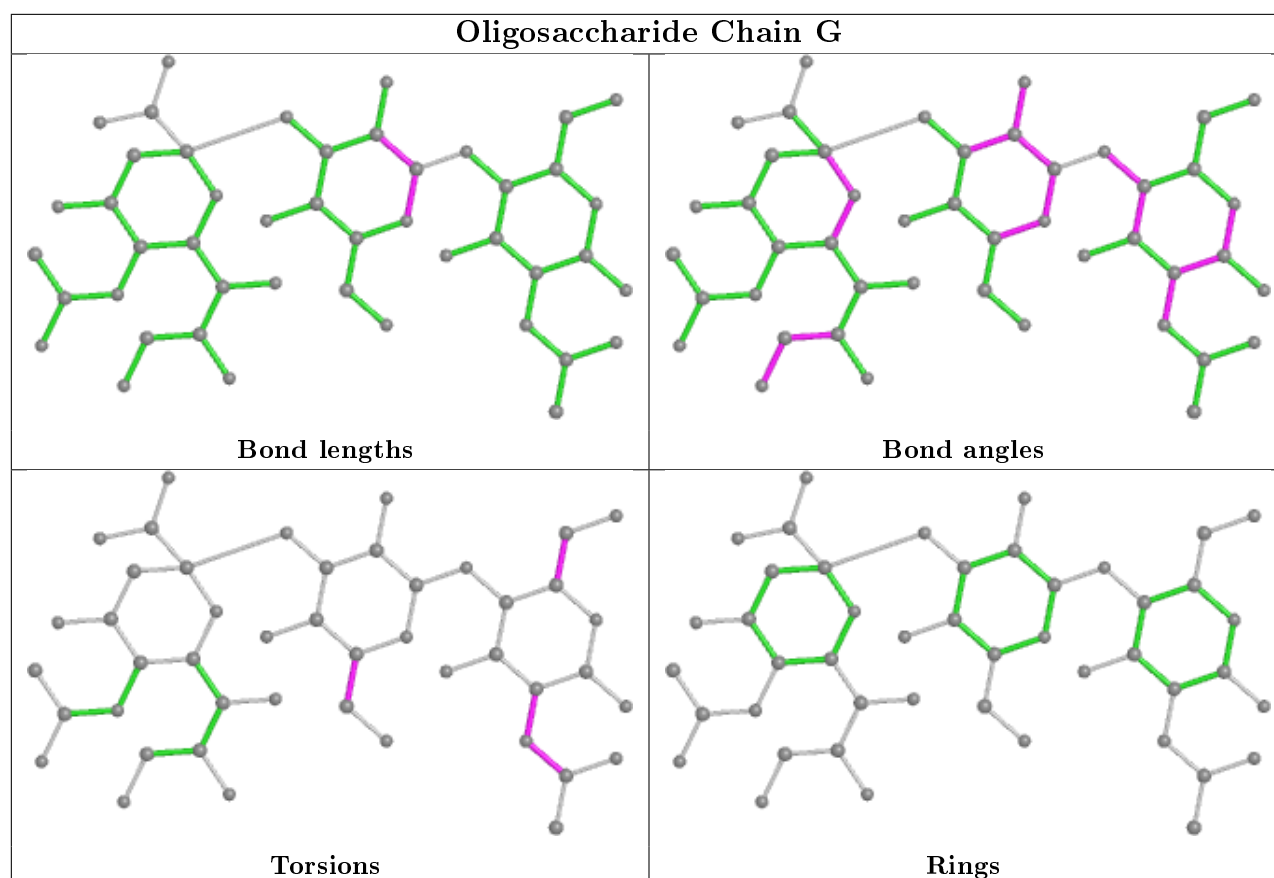 Oligosaccharide Chain G
Bond lengths
Bond angles
Torsions
Rings